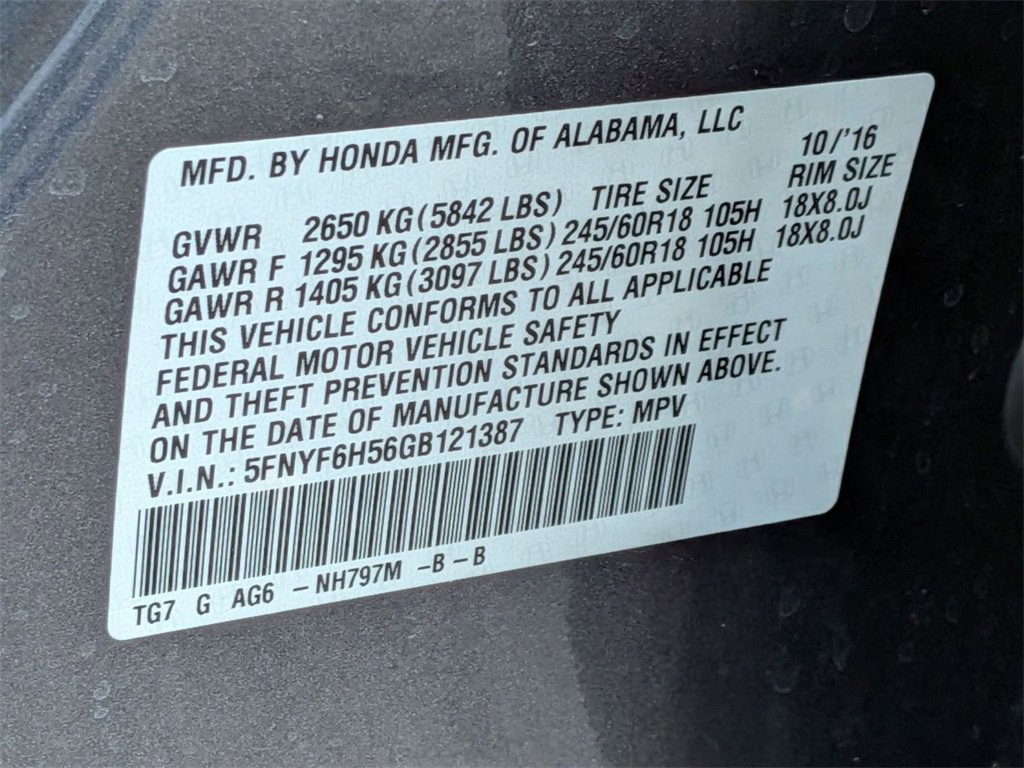 MFD. BY HONDA MFG. OF ALABAMA, LLC 10/'16
GVWR 2650 KG(5842 LBS) TIRE SIZE RIM SIZE
GAWR F 1295 KG(2855 LBS)245/60R18 105H 18X8.0J
GAWR R 1405 KG(3097 LBS)245/60R18 105H 18X8.0J
THIS VEHICLE CONFORMS TO ALL APPLICABLE
FEDERAL MOTOR VEHICLE SAFETY
AND THEFT PREVENTION STANDARDS IN EFFECT
ON THE DATE OF MANUFACTURE SHOWN ABOVE.
V.I.N.: 5FNYF6H56GB121387 TYPE: MPV
TG7 G AG6 -NH797M -B-B